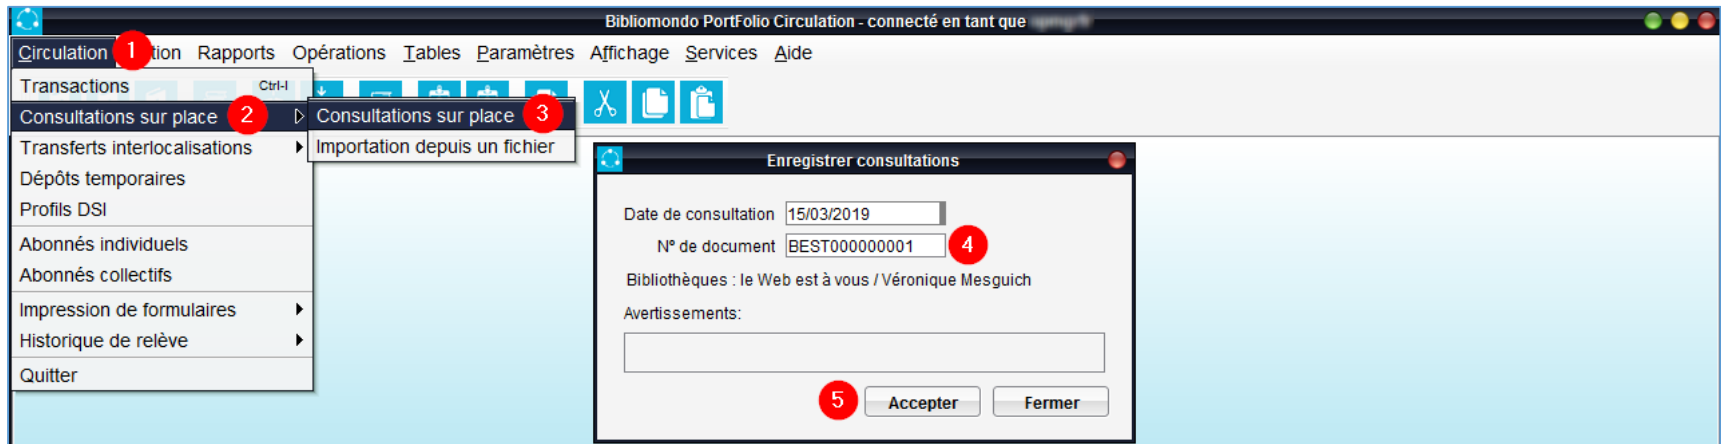 Bibliomondo PortFolio Circulation - connecté en tant que
Circulation 1 tion Rapports Opérations Tables Paramètres Affichage Services Aide
Transactions Ctrl-I
Consultations sur place 2
Consultations sur place 3
Transferts interlocalisations
Importation depuis un fichier
Dépôts temporaires
Profils DSI
Abonnés individuels
Abonnés collectifs
Impression de formulaires
Historique de relève
Quitter
Enregistrer consultations
Date de consultation 15/03/2019
Nº de document BEST000000001 4
Bibliothèques : le Web est à vous / Véronique Mesguich
Avertissements:
5 Accepter Fermer